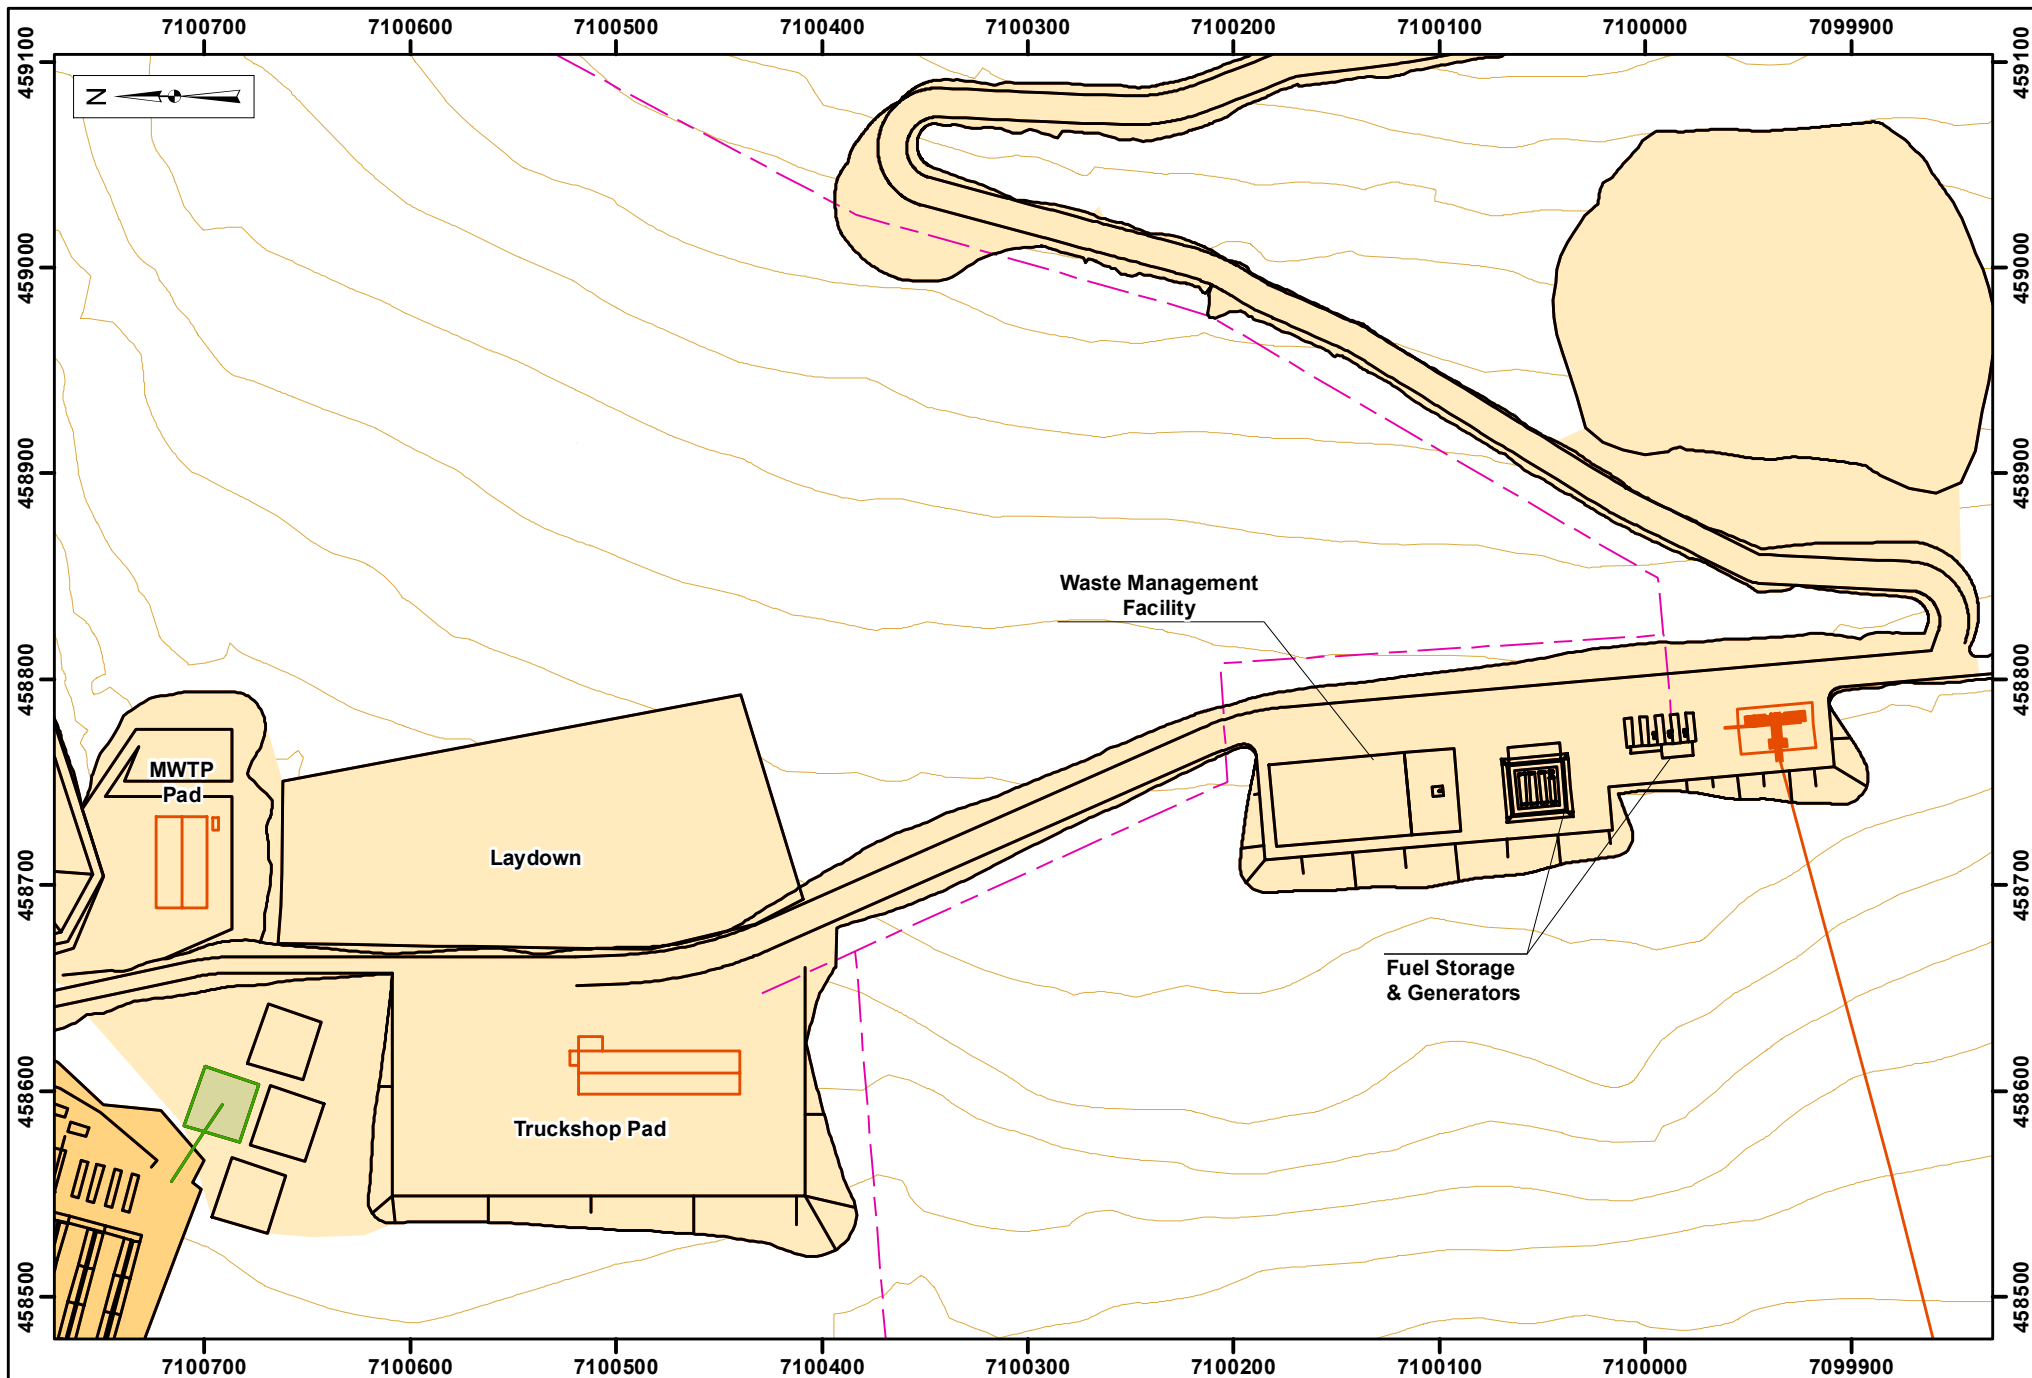 7100700 7100600 7100500 7100400 7100300 7100200 7100100 7100000 7099900
459100
459100
N
459000
459000
458900
458900
Waste Management
Facility
458800
458800
MWTP
Pad
Laydown
458700
458700
Fuel Storage
& Generators
458600
458600
Truckshop Pad
458500
458500
7100700 7100600 7100500 7100400 7100300 7100200 7100100 7100000 7099900